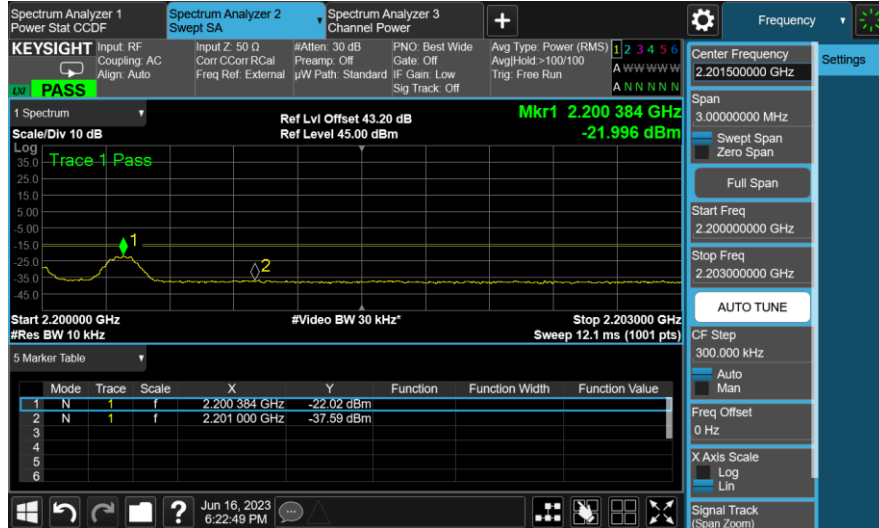 Spectrum Analyzer 1
Power Stat CCDF
Spectrum Analyzer 2
Swept SA
Spectrum Analyzer 3
Channel Power
Frequency
KEYSIGHT
LXI
PASS
Input: RF
Coupling: AC
Align: Auto
Input Z: 50 Ω
Corr CCorr RCal
Freq Ref: External
#Atten: 30 dB
Preamp: Off
µW Path: Standard
PNO: Best Wide
Gate: Off
IF Gain: Low
Sig Track: Off
Avg Type: Power (RMS)
Avg|Hold:>100/100
Trig: Free Run
1 2 3 4 5 6
A W W W W W
A N N N N N
1 Spectrum
Scale/Div 10 dB
Ref Lvl Offset 43.20 dB
Ref Level 45.00 dBm
Mkr1 2.200 384 GHz
-21.996 dBm
Log
Trace 1 Pass
35.0
25.0
15.0
5.00
-5.00
-15.0
-25.0
-35.0
-45.0
1
2
Start 2.200000 GHz
#Res BW 10 kHz
#Video BW 30 kHz*
Stop 2.203000 GHz
Sweep 12.1 ms (1001 pts)
5 Marker Table
Mode Trace Scale X Y Function Function Width Function Value
1 N 1 f 2.200 384 GHz -22.02 dBm
2 N 1 f 2.201 000 GHz -37.59 dBm
3
4
5
6
?
Jun 16, 2023
6:22:49 PM
Center Frequency
2.201500000 GHz
Settings
Span
3.00000000 MHz
Swept Span
Zero Span
Full Span
Start Freq
2.200000000 GHz
Stop Freq
2.203000000 GHz
AUTO TUNE
CF Step
300.000 kHz
Auto
Man
Freq Offset
0 Hz
X Axis Scale
Log
Lin
Signal Track
(Span Zoom)